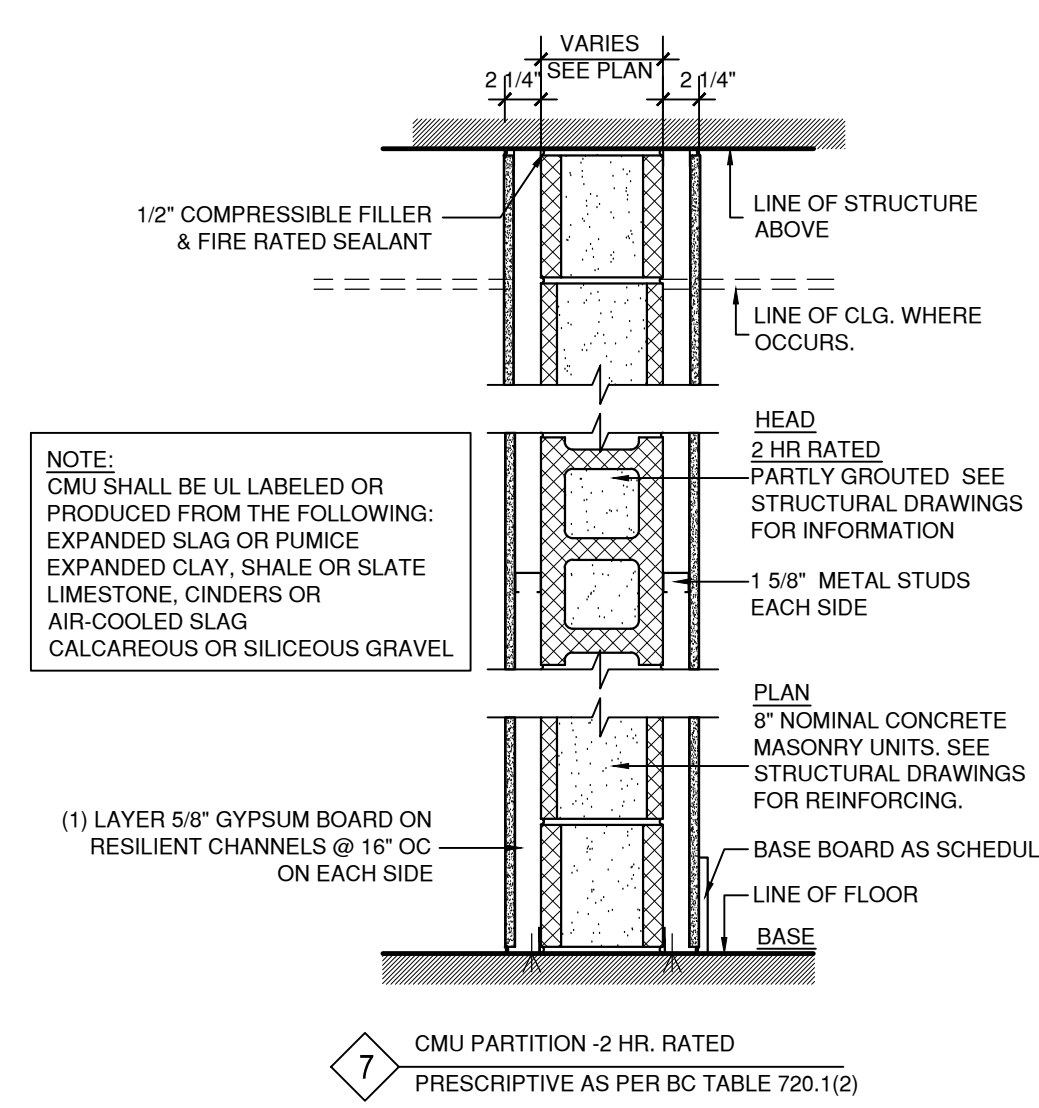 VARIES
SEE PLAN
2 1/4"
2 1/4"
1/2" COMPRESSIBLE FILLER
& FIRE RATED SEALANT
LINE OF STRUCTURE
ABOVE
LINE OF CLG. WHERE
OCCURS.
HEAD
2 HR RATED
PARTLY GROUTED SEE
STRUCTURAL DRAWINGS
FOR INFORMATION
NOTE:
CMU SHALL BE UL LABELED OR
PRODUCED FROM THE FOLLOWING:
EXPANDED SLAG OR PUMICE
EXPANDED CLAY, SHALE OR SLATE
LIMESTONE, CINDERS OR
AIR-COOLED SLAG
CALCAREOUS OR SILICEOUS GRAVEL
1 5/8" METAL STUDS
EACH SIDE
PLAN
8" NOMINAL CONCRETE
MASONRY UNITS. SEE
STRUCTURAL DRAWINGS
FOR REINFORCING.
(1) LAYER 5/8" GYPSUM BOARD ON
RESILIENT CHANNELS @ 16" OC
ON EACH SIDE
BASE BOARD AS SCHEDUL
LINE OF FLOOR
BASE
7
CMU PARTITION -2 HR. RATED
PRESCRIPTIVE AS PER BC TABLE 720.1(2)